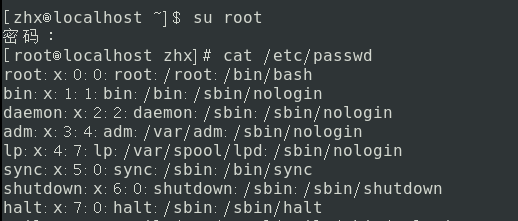 [zhx@localhost ~]$ su root
密码：
[root@localhost zhx]# cat /etc/passwd
root:x:0:0:root:/root:/bin/bash
bin:x:1:1:bin:/bin:/sbin/nologin
daemon:x:2:2:daemon:/sbin:/sbin/nologin
adm:x:3:4:adm:/var/adm:/sbin/nologin
lp:x:4:7:lp:/var/spool/lpd:/sbin/nologin
sync:x:5:0:sync:/sbin:/bin/sync
shutdown:x:6:0:shutdown:/sbin:/sbin/shutdown
halt:x:7:0:halt:/sbin:/sbin/halt